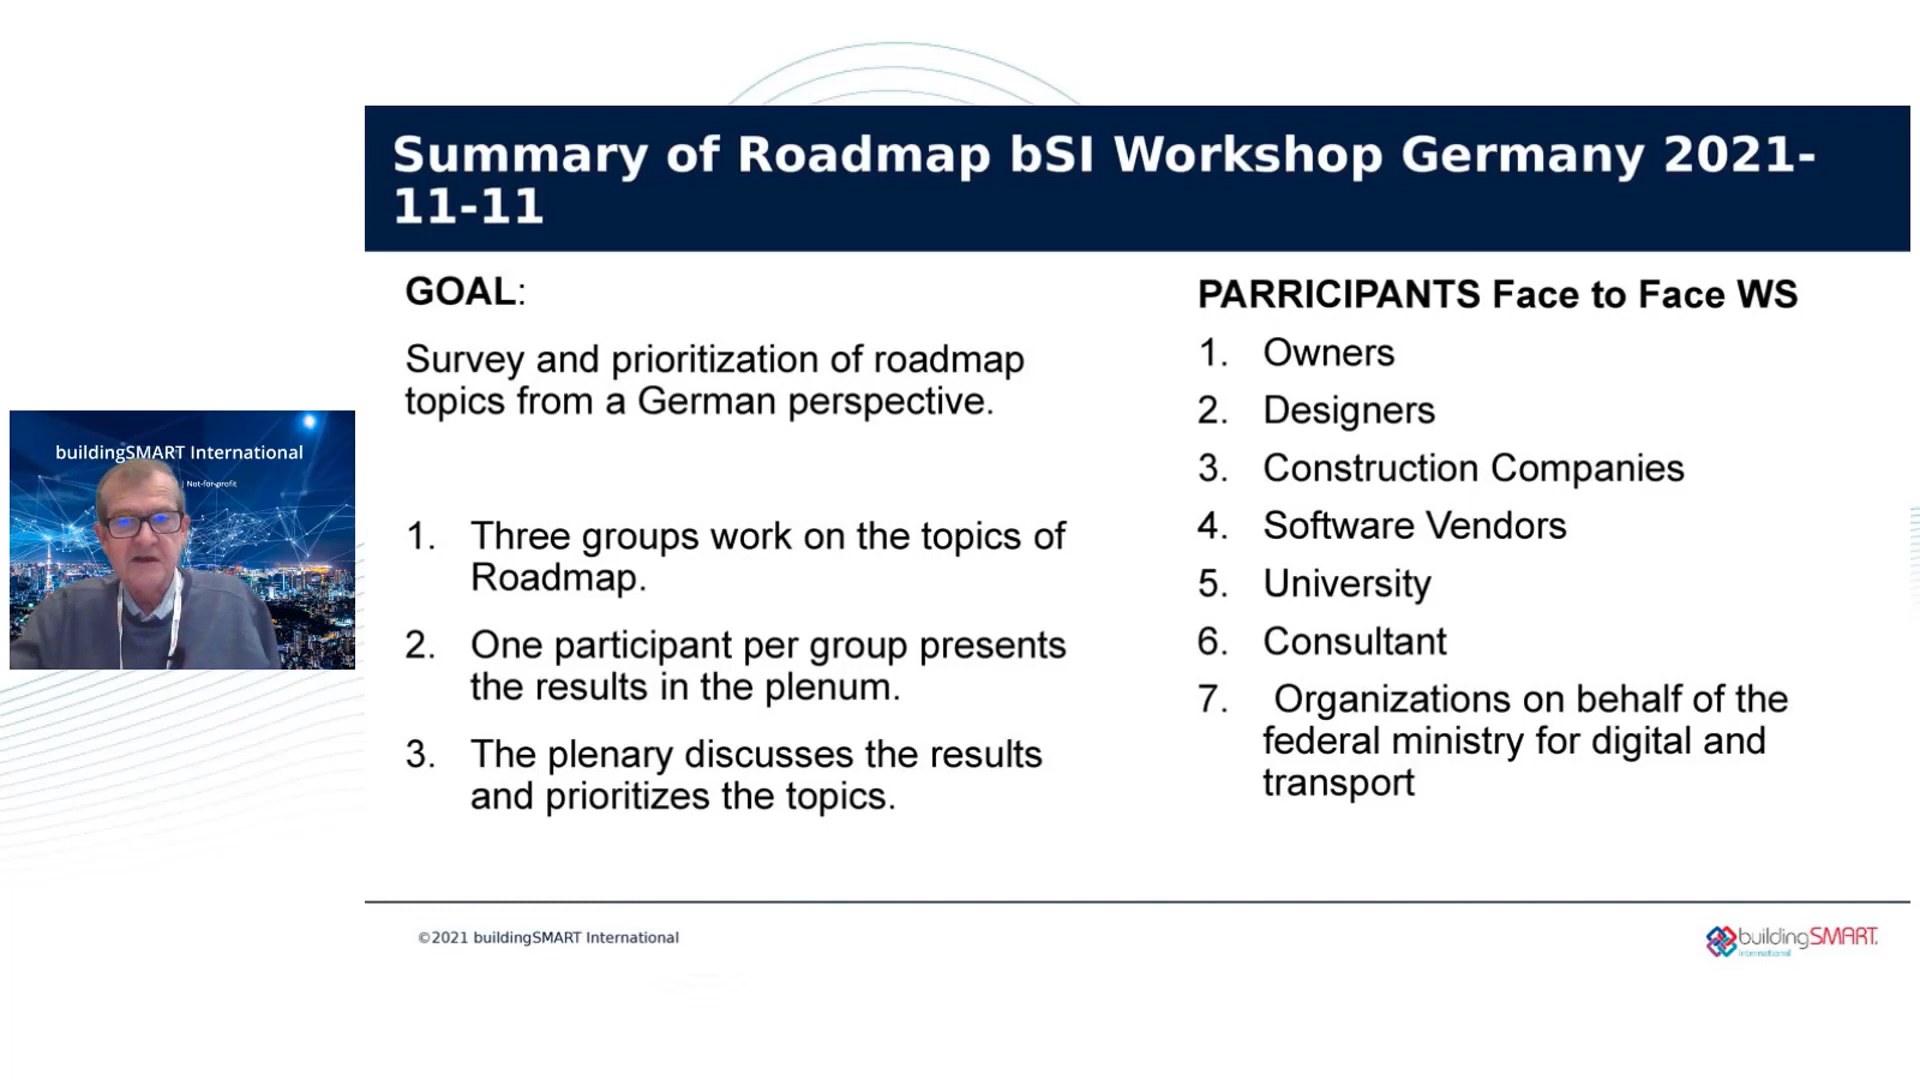 Summary of Roadmap bSI Workshop Germany 2021-
11-11
GOAL:
Survey and prioritization of roadmap
topics from a German perspective.
1. Three groups work on the topics of
Roadmap.
2. One participant per group presents
the results in the plenum.
3. The plenary discusses the results
and prioritizes the topics.
PARRICIPANTS Face to Face WS
1. Owners
2. Designers
3. Construction Companies
4. Software Vendors
5. University
6. Consultant
7. Organizations on behalf of the
federal ministry for digital and
transport
buildingSMART International
| Not-for-profit
©2021 buildingSMART International
buildingSMART.
International